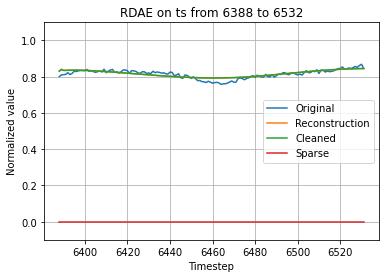 RDAE on ts from 6388 to 6532
Normalized value
1.0
0.8
0.6
0.4
0.2
0.0
Original
Reconstruction
Cleaned
Sparse
6400 6420 6440 6460 6480 6500 6520
Timestep